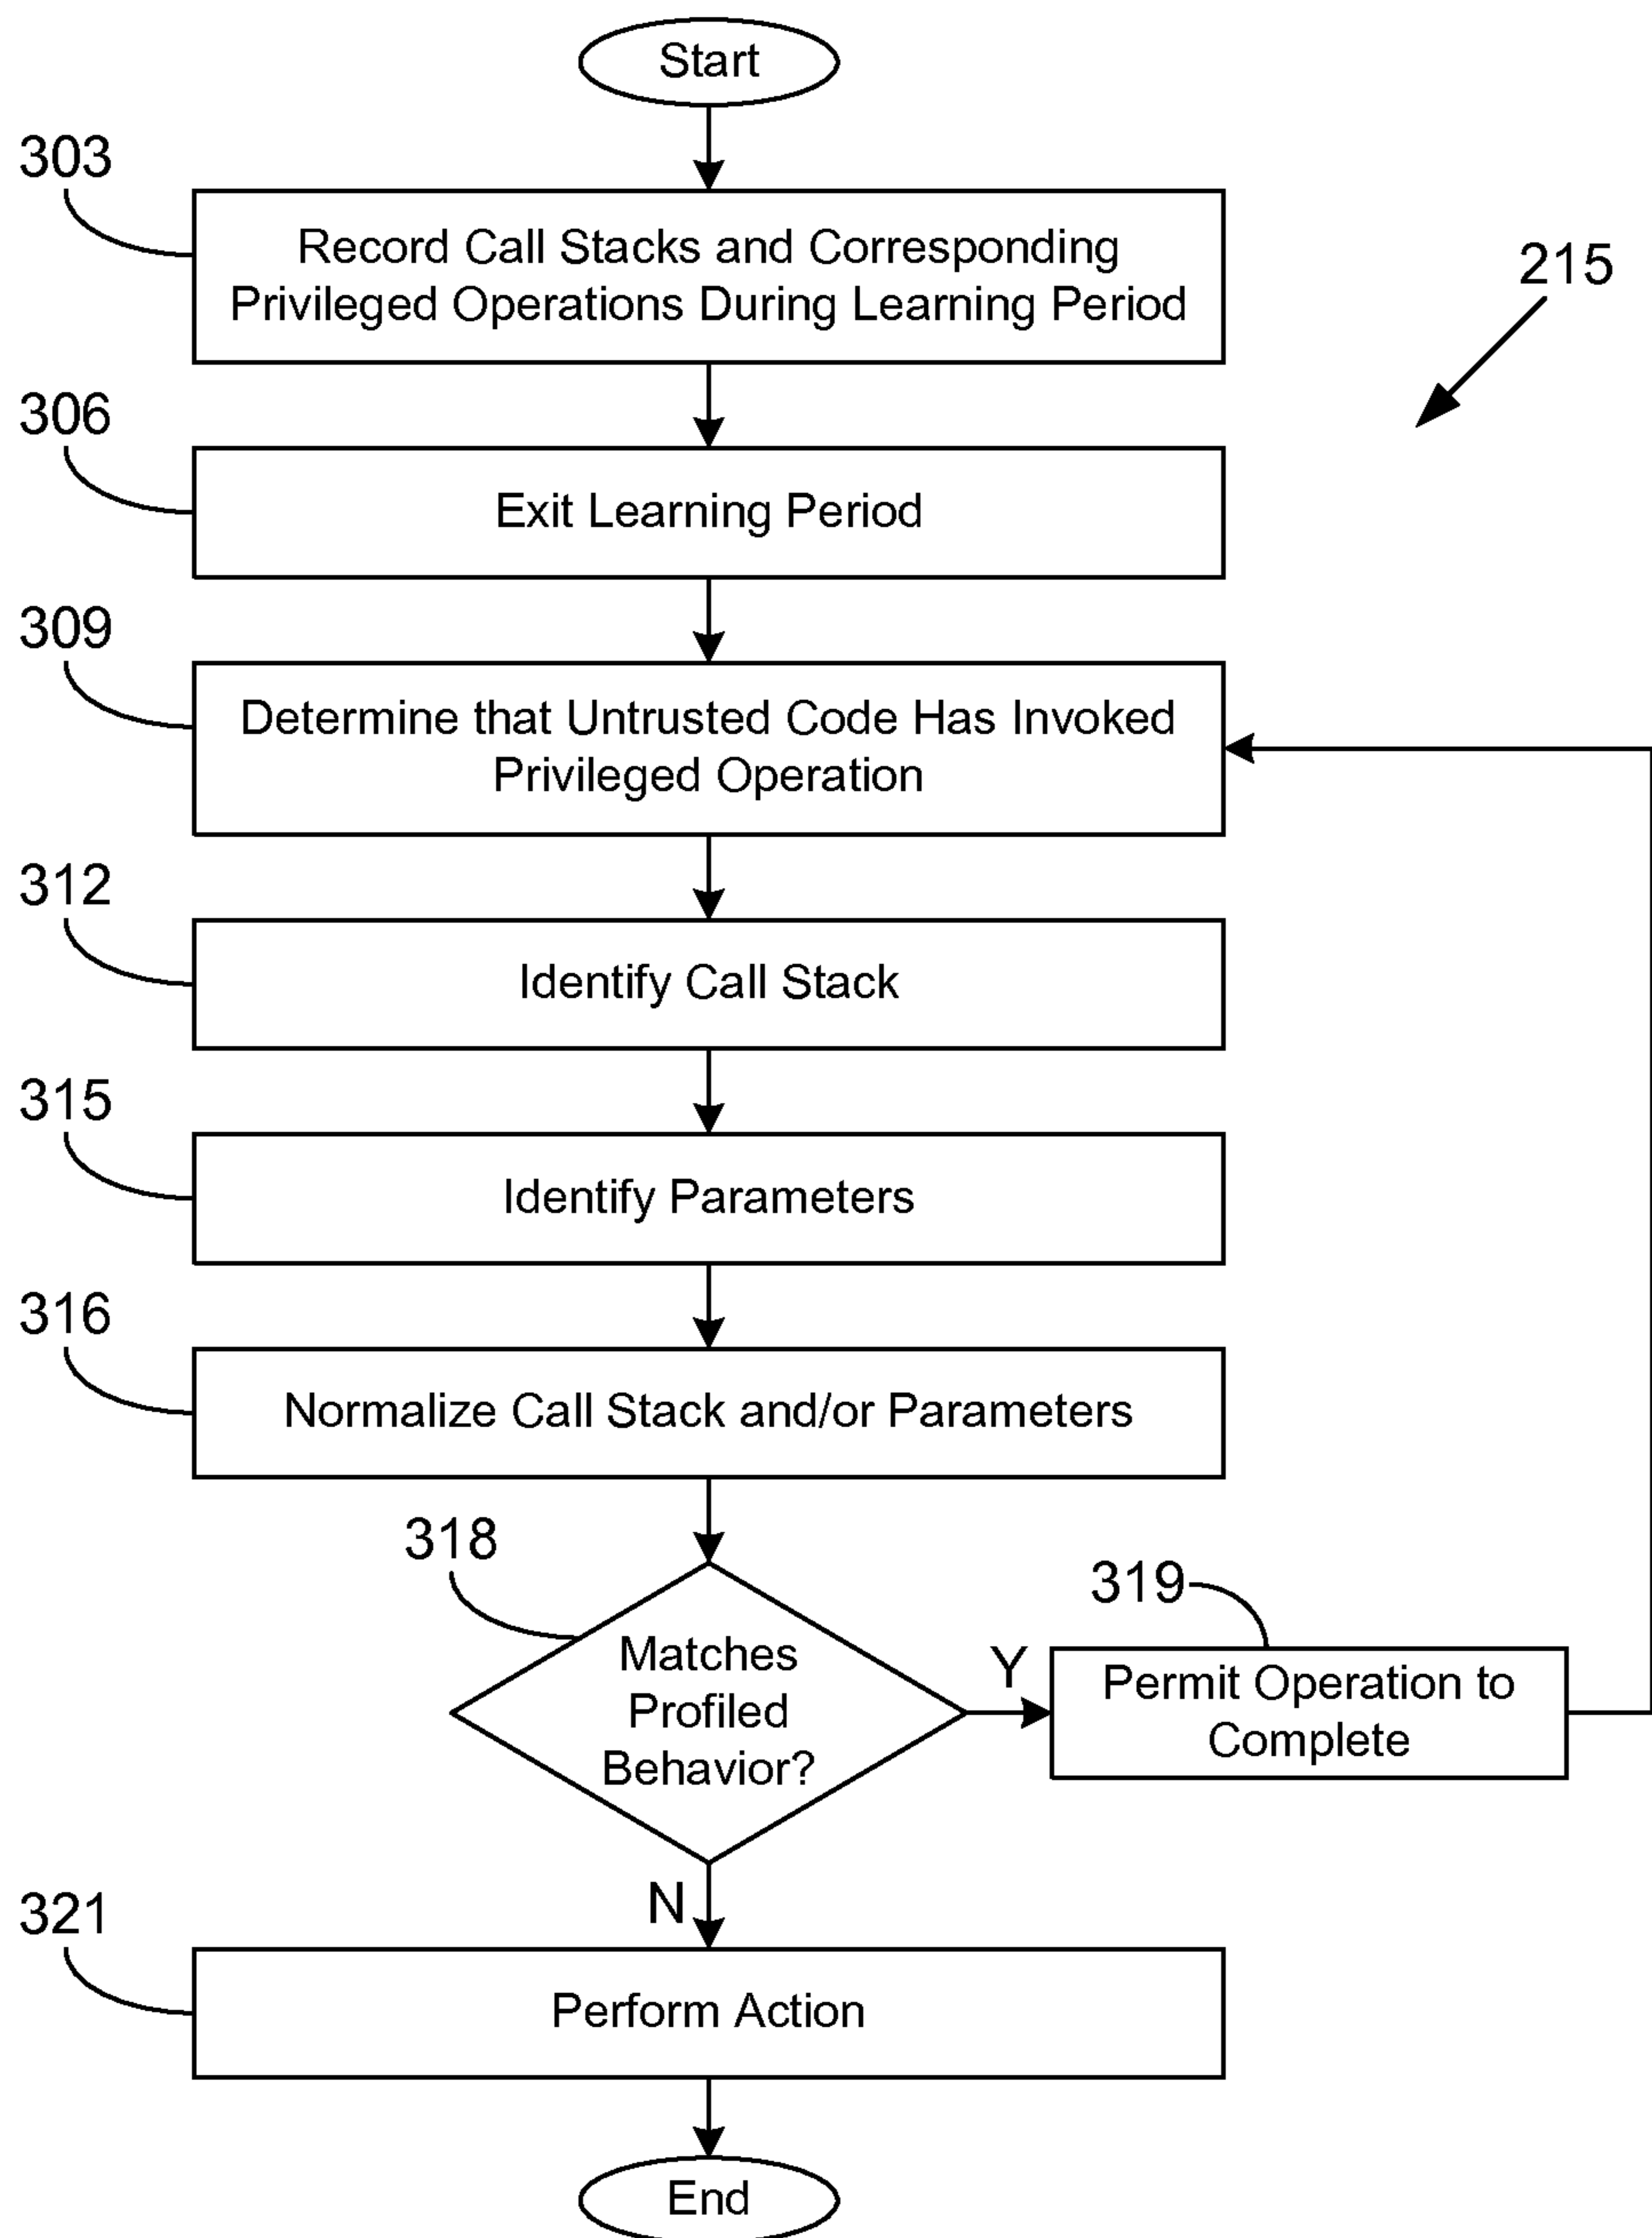 Start
303
Record Call Stacks and Corresponding
Privileged Operations During Learning Period
215
306
Exit Learning Period
309
Determine that Untrusted Code Has Invoked
Privileged Operation
312
Identify Call Stack
315
Identify Parameters
316
Normalize Call Stack and/or Parameters
318
Matches
Profiled
Behavior?
Y
319
Permit Operation to
Complete
N
321
Perform Action
End